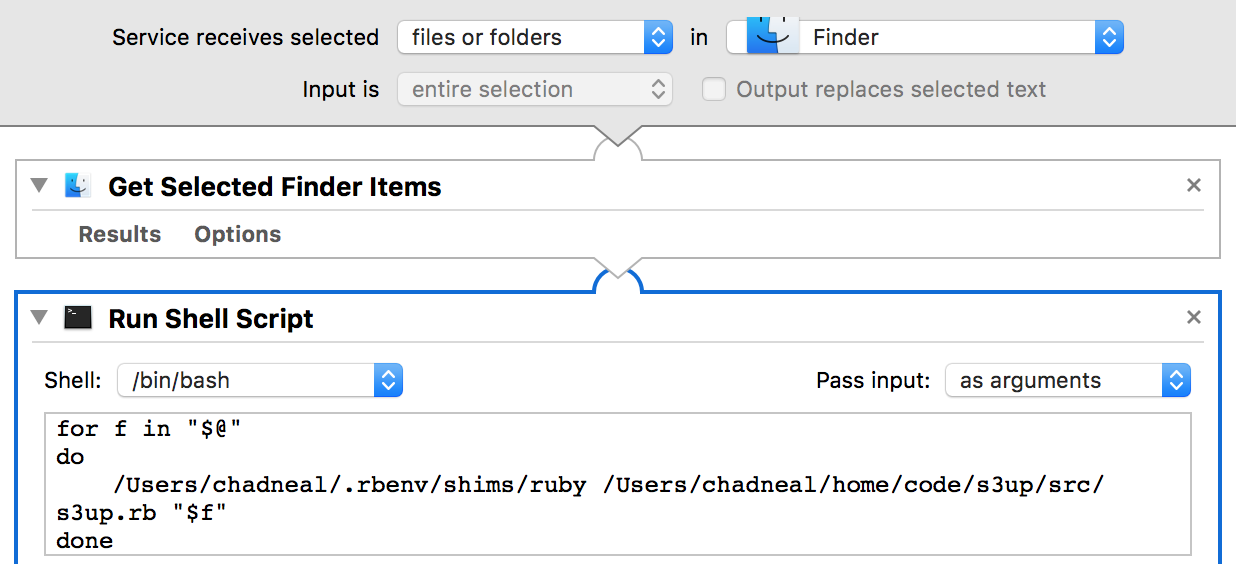 Service receives selected files or folders in Finder
Input is entire selection Output replaces selected text
Get Selected Finder Items
Results Options
Run Shell Script
Shell: /bin/bash Pass input: as arguments
for f in "$@"
do
    /Users/chadneal/.rbenv/shims/ruby /Users/chadneal/home/code/s3up/src/
s3up.rb "$f"
done